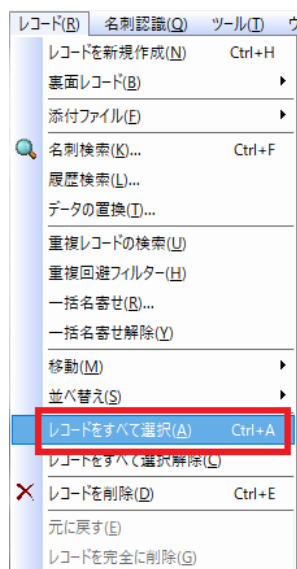 レコード(R) 名刺認識(Q) ツール(T)
レコードを新規作成(N) Ctrl+H
裏面レコード(B)
添付ファイル(F)
名刺検索(K)... Ctrl+F
履歴検索(L)...
データの置換(T)...
重複レコードの検索(U)
重複回避フィルター(H)
一括名寄せ(R)...
一括名寄せ解除(Y)
移動(M)
並べ替え(S)
レコードをすべて選択(A) Ctrl+A
レコードをすべて選択解除(C)
レコードを削除(D) Ctrl+E
元に戻す(E)
レコードを完全に削除(G)